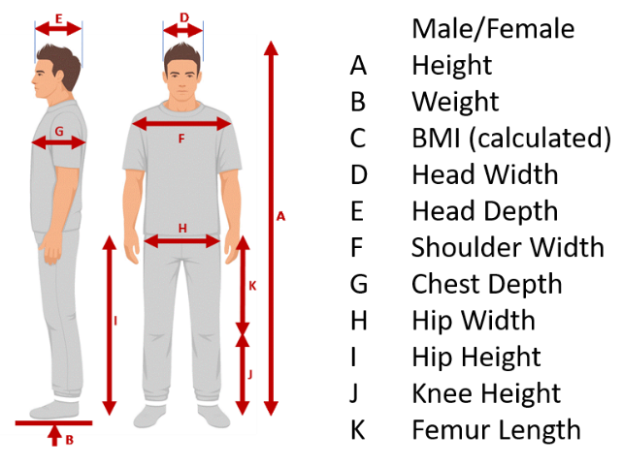 E
D
G
F
A
H
K
I
J
B
Male/Female
A Height
B Weight
C BMI (calculated)
D Head Width
E Head Depth
F Shoulder Width
G Chest Depth
H Hip Width
I Hip Height
J Knee Height
K Femur Length